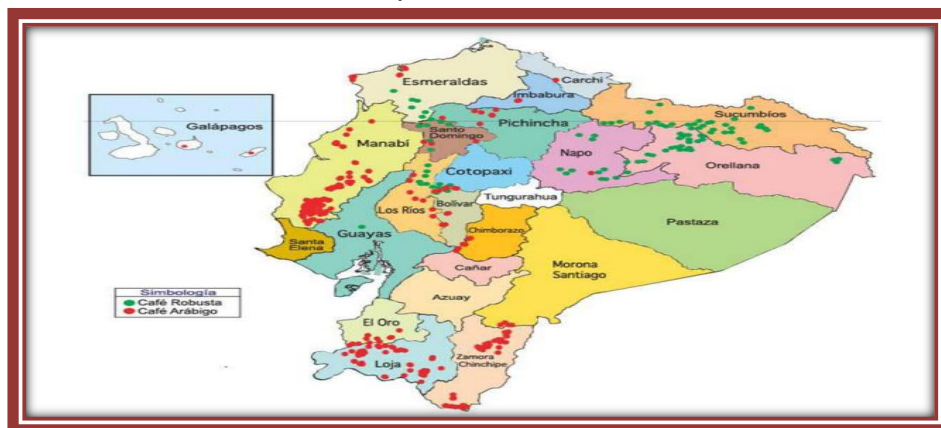 Esmeraldas
Carchi
Imbabura
Sucumbíos
Galápagos
Pichincha
Santo
Domingo
Manabí
Napo
Orellana
Cotopaxi
Tungurahua
Los Ríos
Bolívar
Pastaza
Guayas
Chimborazo
Santa
Elena
Morona
Santiago
Cañar
Simbología
Café Robusta
Café Arábigo
Azuay
El Oro
Zamora
Chinchipe
Loja